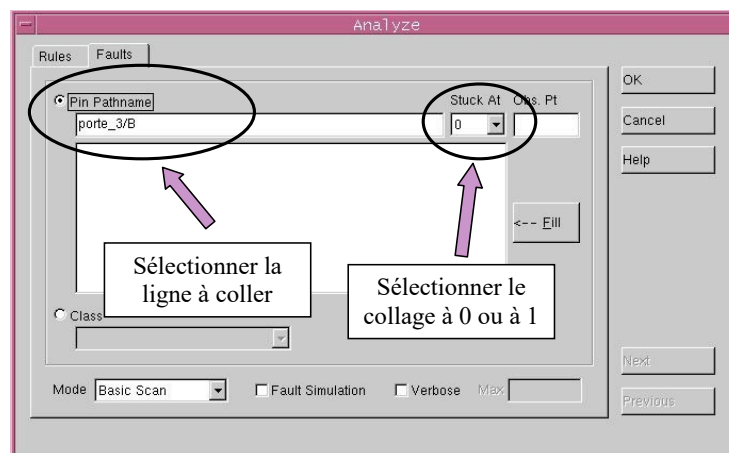 Analyze
Rules Faults
OK
Pin Pathname Stuck At Obs. Pt
porte_3/B 0 Cancel
Help
<-- Fill
Sélectionner la
ligne à coller
Sélectionner le
collage à 0 ou à 1
Class
Next
Mode Basic Scan Fault Simulation Verbose Max
Previous